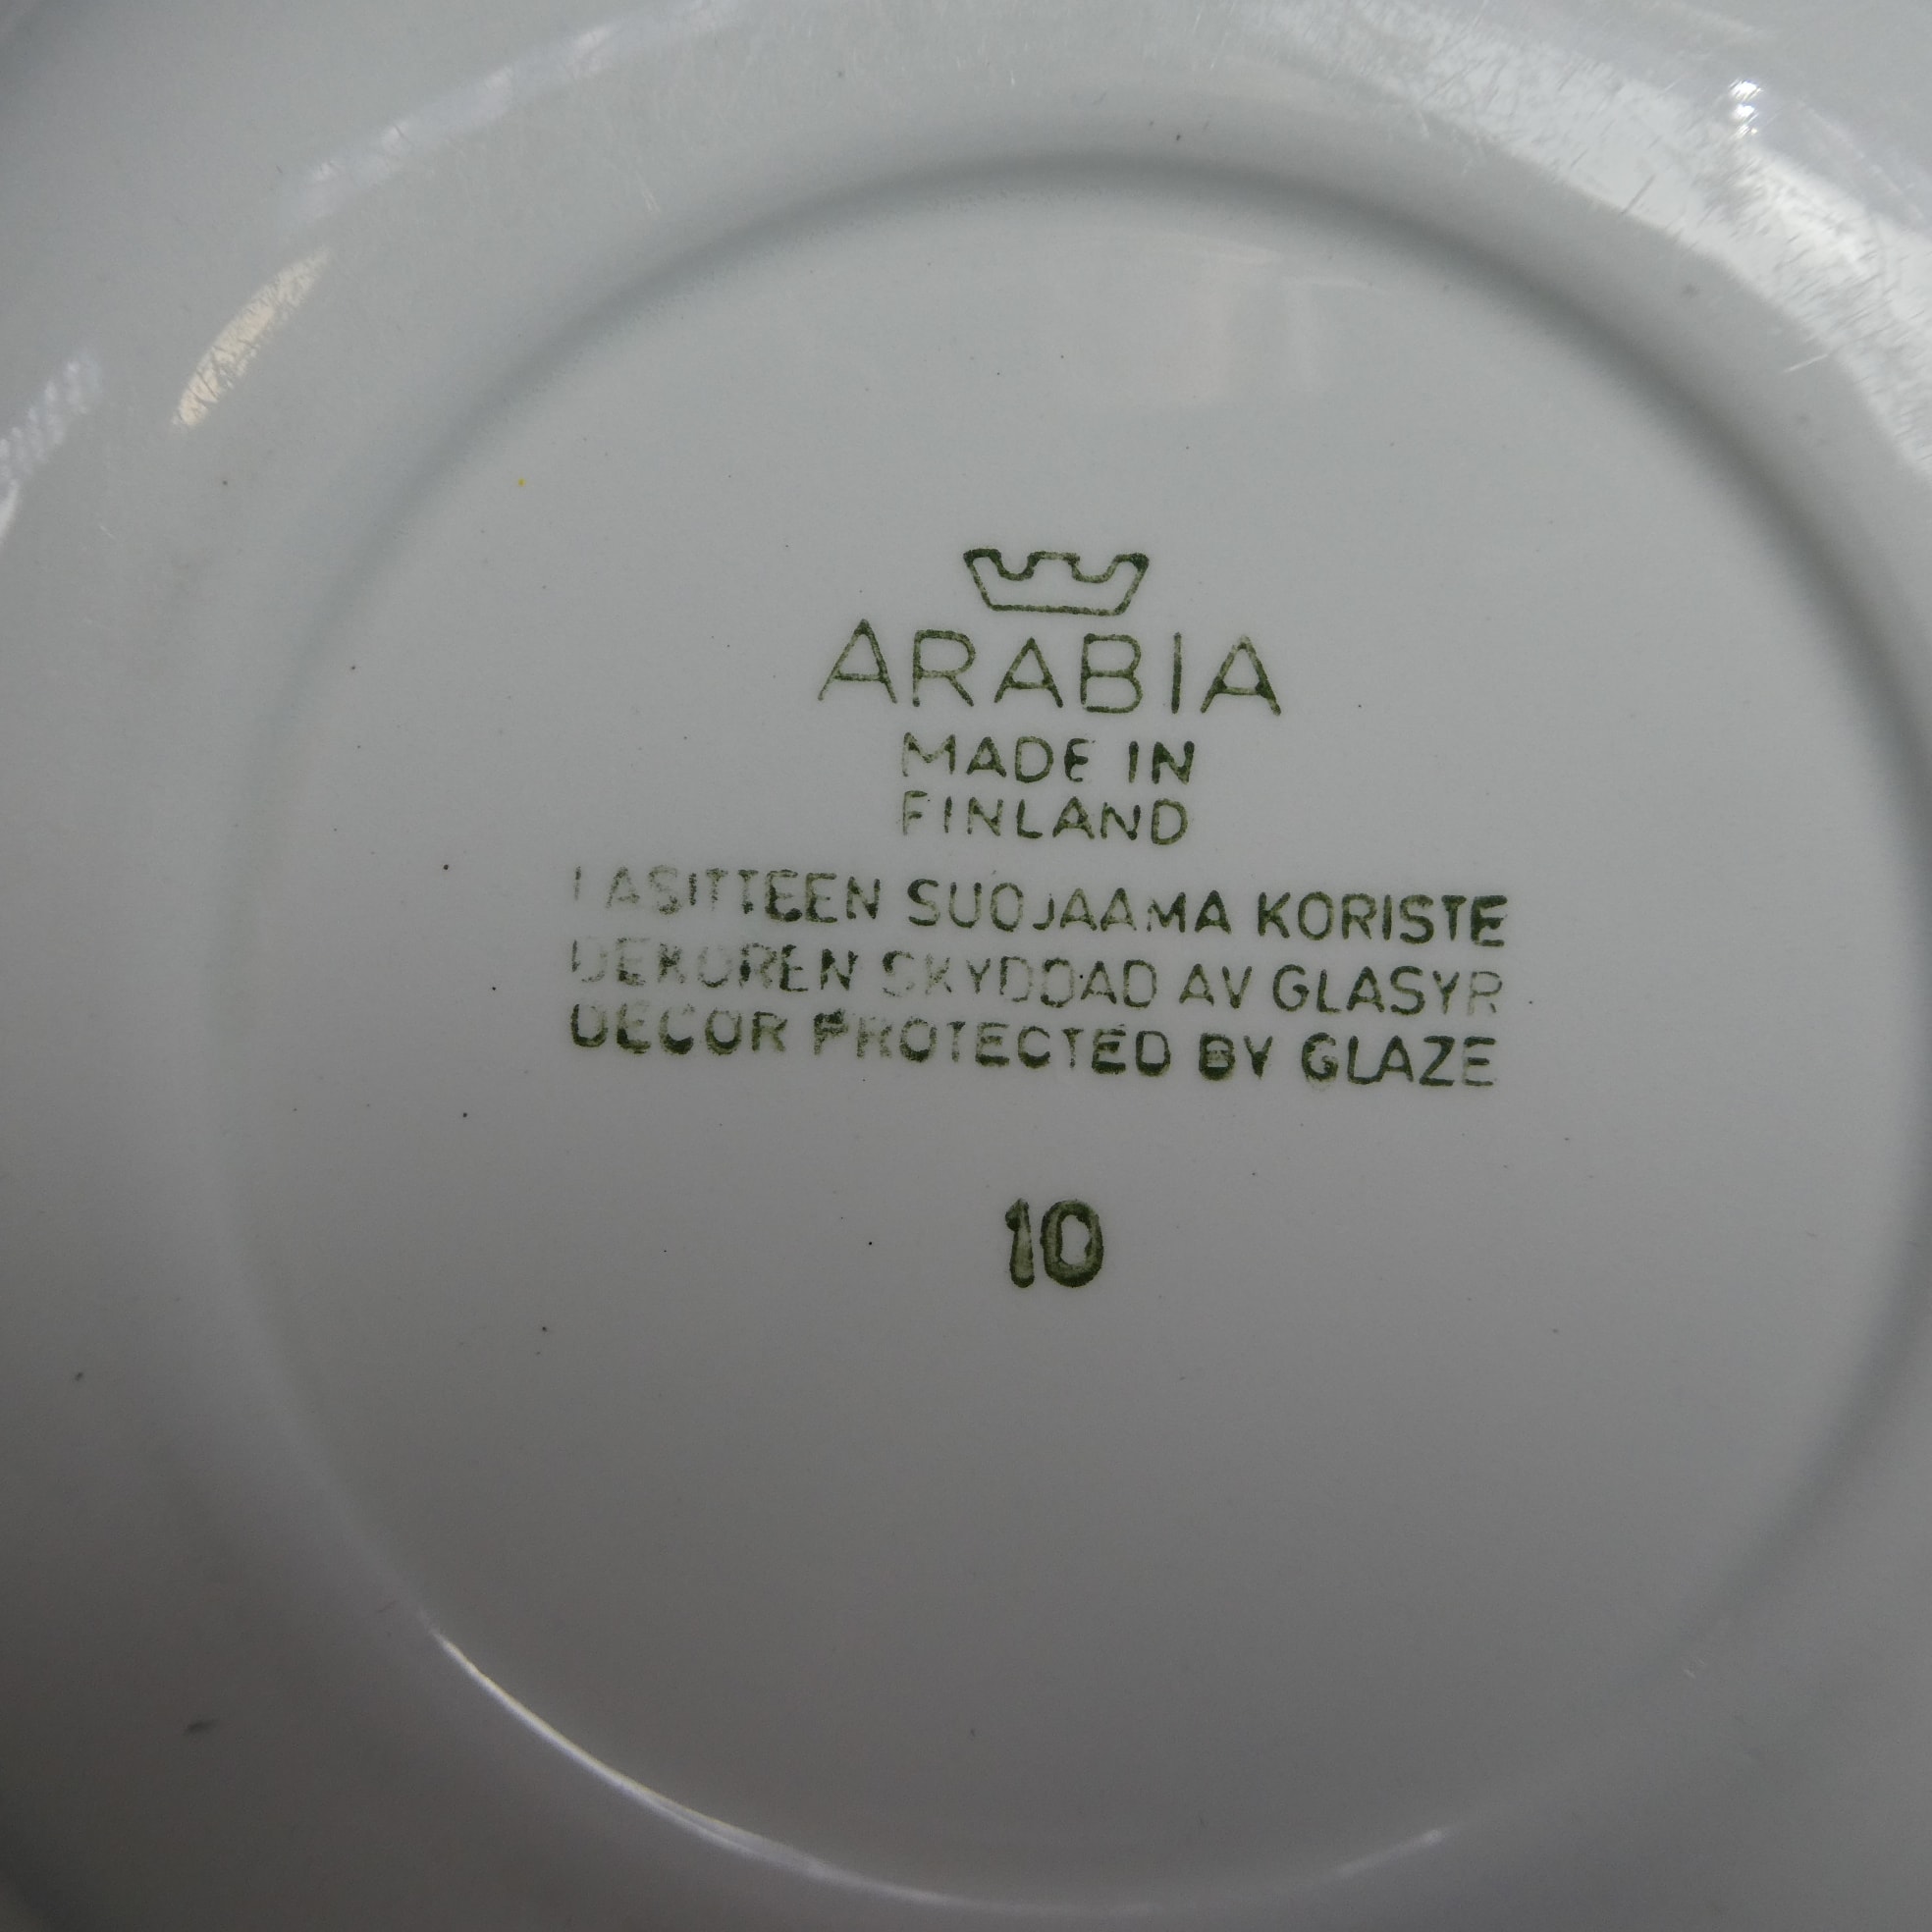 ARABIA
MADE IN
FINLAND
LASITTEEN SUOJAAMA KORISTE
DEKOREN SKYDDAD AV GLASYR
DECOR PROTECTED BY GLAZE
10